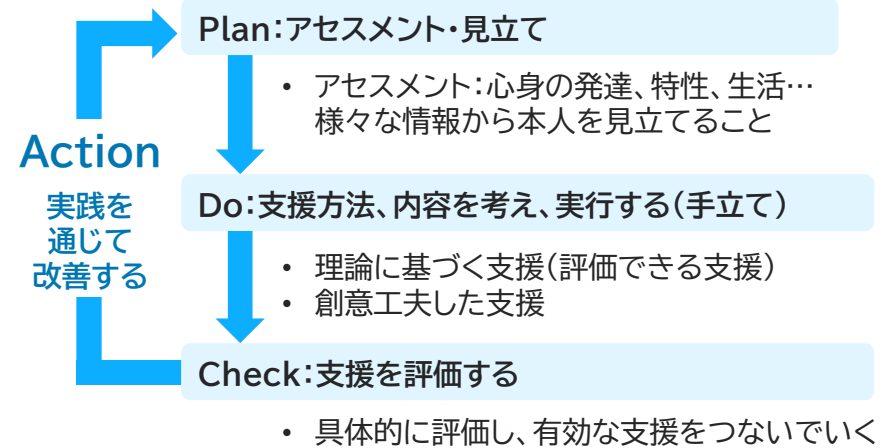 Plan：アセスメント・見立て
• アセスメント：心身の発達、特性、生活…
様々な情報から本人を見立てること
Action
実践を
通じて
改善する
Do：支援方法、内容を考え、実行する（手立て）
• 理論に基づく支援（評価できる支援）
• 創意工夫した支援
Check：支援を評価する
• 具体的に評価し、有効な支援をつないでいく